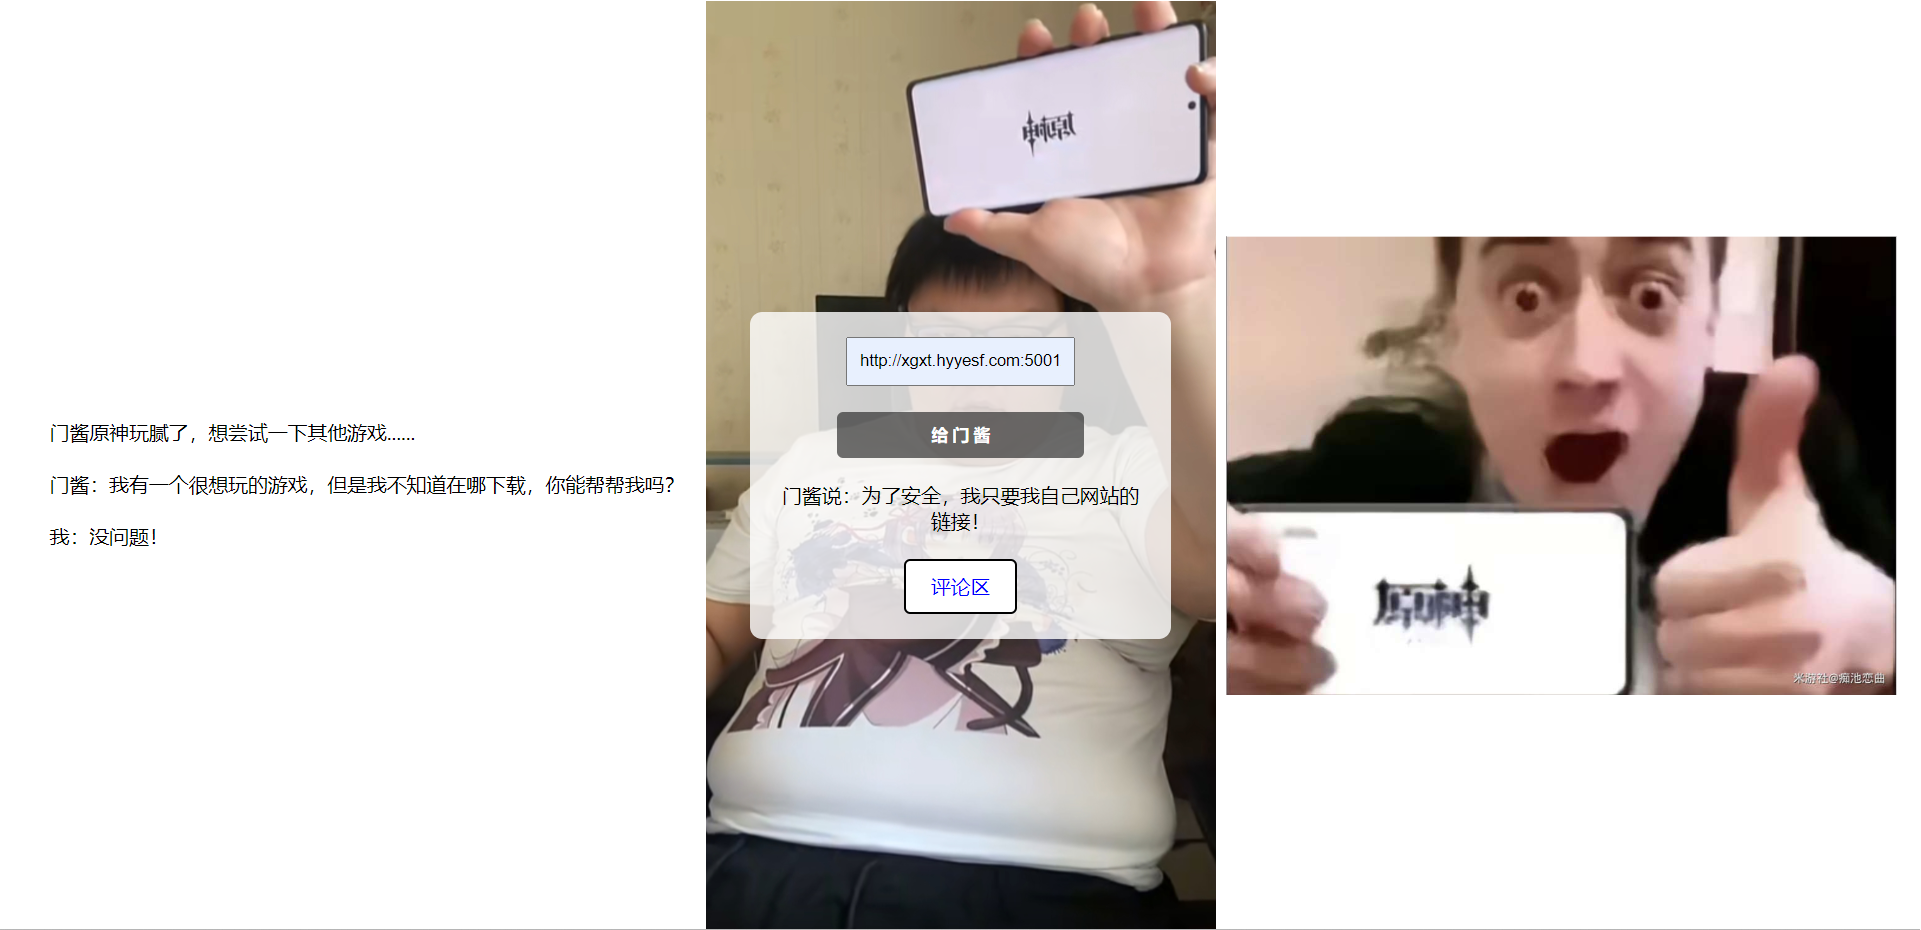 门酱原神玩腻了，想尝试一下其他游戏......
门酱：我有一个很想玩的游戏，但是我不知道在哪下载，你能帮帮我吗？
我：没问题！
原神
http://xgxt.hyyesf.com:5001
给门酱
门酱说：为了安全，我只要我自己网站的
链接！
评论区
原神
米游社@痴池恋曲